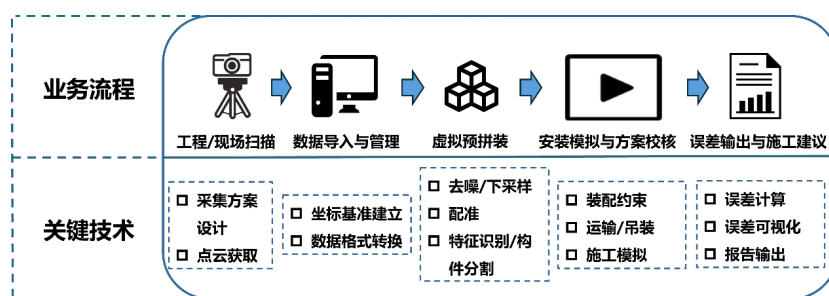 业务流程
工程/现场扫描
数据导入与管理
虚拟预拼装
安装模拟与方案校核
误差输出与施工建议
关键技术
采集方案
设计
点云获取
坐标基准建立
数据格式转换
去噪/下采样
配准
特征识别/构
件分割
装配约束
运输/吊装
施工模拟
误差计算
误差可视化
报告输出